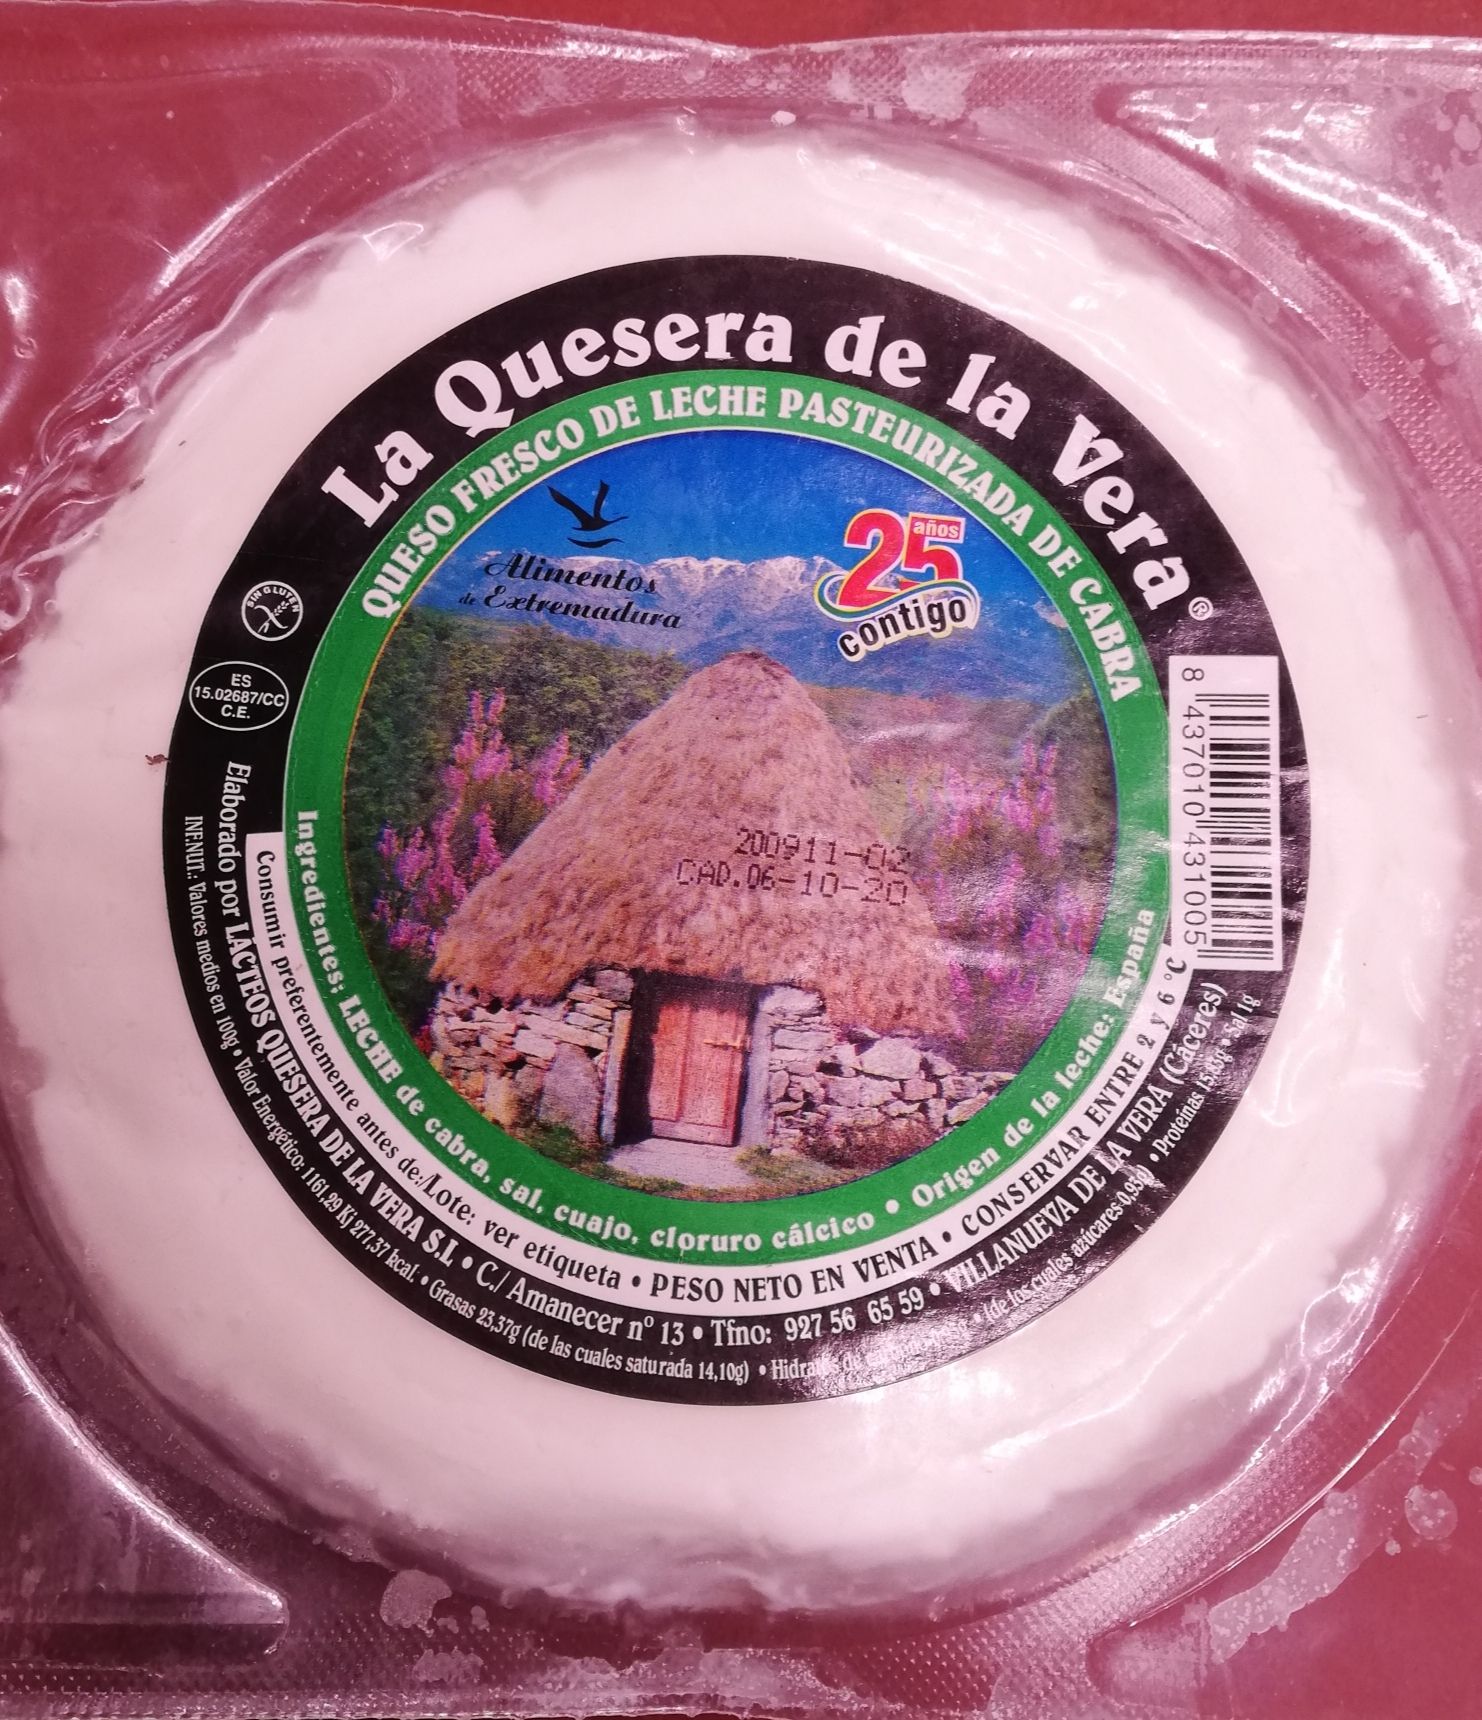 La Quesera de la Vera®
QUESO FRESCO DE LECHE PASTEURIZADA DE CABRA
Alimentos
de Extremadura
25 años
contigo
SIN GLUTEN
ES
15.02687/CC
C.E.
200911-02
CAD.06-10-20
8 437010 431005
Ingredientes; LECHE de cabra, sal, cuajo, cloruro cálcico • Origen de la leche: España
Consumir preferentemente antes de:/Lote: ver etiqueta • PESO NETO EN VENTA • CONSERVAR ENTRE 2 y 6 °C
Elaborado por LÁCTEOS QUESERA DE LA VERA S.L • C./ Amanecer nº 13 • Tfno: 927 56 65 59 • VILLANUEVA DE LA VERA (Cáceres)
INFNUT.: Valores medios en 100g • Valor Energético: 1161,29 Kj 277,37 kcal. • Grasas 23,37g (de las cuales saturada 14,10g) • Hidratos de • (de los cuales azúcares • Proteínas • Sal 1g